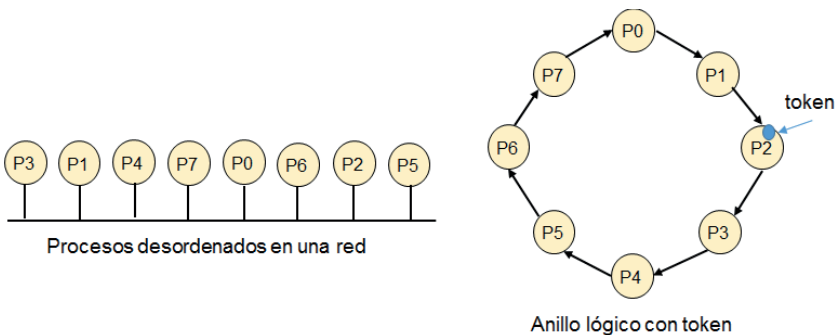 P3 P1 P4 P7 P0 P6 P2 P5
Procesos desordenados en una red
P0
P1
token
P2
P3
P4
P5
P6
P7
Anillo lógico con token